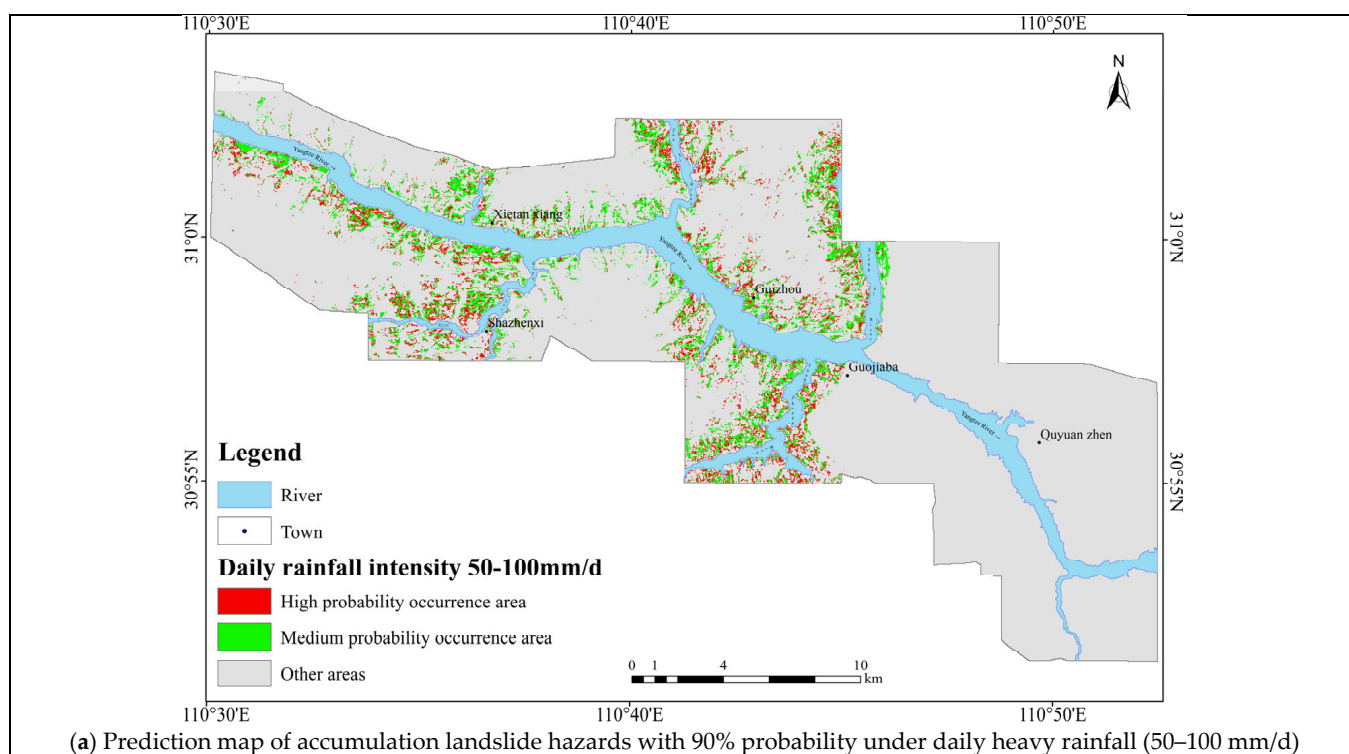 110°30'E 110°40'E 110°50'E
N
Yangtze River
Xietan xiang
31°0'N 31°0'N
Yangtze River
Guizhou
Shazhenxi
Guojiaba
Yangtze River
Quyuan zhen
30°55'N 30°55'N
Legend
River
Town
Daily rainfall intensity 50-100mm/d
High probability occurrence area
Medium probability occurrence area
Other areas
0 1 4 10
km
110°30'E 110°40'E 110°50'E
(a) Prediction map of accumulation landslide hazards with 90% probability under daily heavy rainfall (50–100 mm/d)